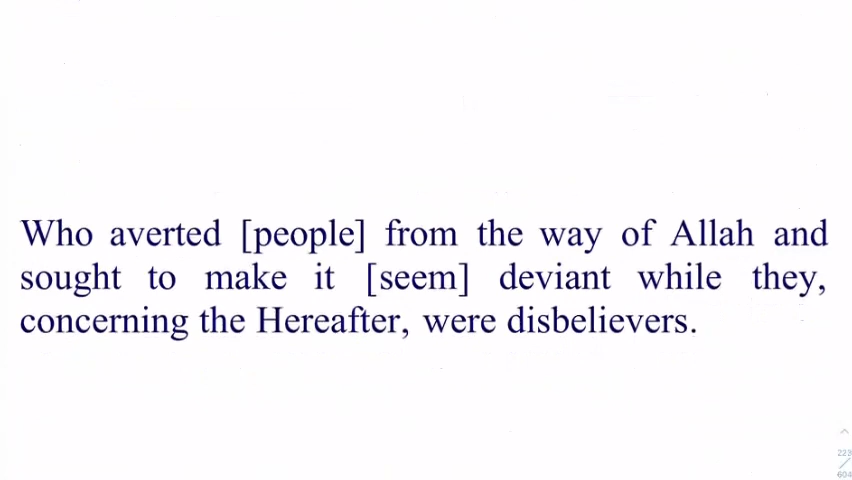 Who averted [people] from the way of Allah and
sought to make it [seem] deviant while they,
concerning the Hereafter, were disbelievers.
223
604